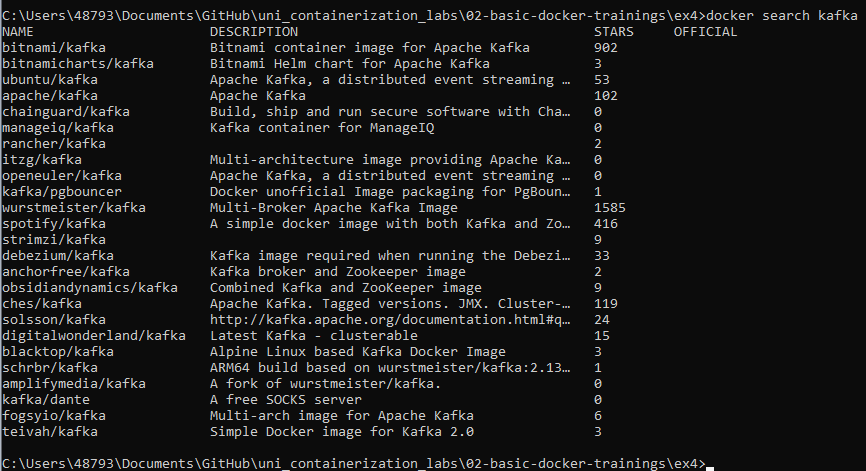 C:\Users\48793\Documents\GitHub\uni_containerization_labs\02-basic-docker-trainings\ex4>docker search kafka
NAME DESCRIPTION STARS OFFICIAL
bitnami/kafka Bitnami container image for Apache Kafka 902
bitnamicharts/kafka Bitnami Helm chart for Apache Kafka 3
ubuntu/kafka Apache Kafka, a distributed event streaming … 53
apache/kafka Apache Kafka 102
chainguard/kafka Build, ship and run secure software with Cha… 0
manageiq/kafka Kafka container for ManageIQ 0
rancher/kafka 2
itzg/kafka Multi-architecture image providing Apache Ka… 0
openeuler/kafka Apache Kafka, a distributed event streaming … 0
kafka/pgbouncer Docker unofficial Image packaging for PgBoun… 1
wurstmeister/kafka Multi-Broker Apache Kafka Image 1585
spotify/kafka A simple docker image with both Kafka and Zo… 416
strimzi/kafka 9
debezium/kafka Kafka image required when running the Debezi… 33
anchorfree/kafka Kafka broker and Zookeeper image 2
obsidiandynamics/kafka Combined Kafka and ZooKeeper image 9
ches/kafka Apache Kafka. Tagged versions. JMX. Cluster-… 119
solsson/kafka http://kafka.apache.org/documentation.html#q… 24
digitalwonderland/kafka Latest Kafka - clusterable 15
blacktop/kafka Alpine Linux based Kafka Docker Image 3
schrbr/kafka ARM64 build based on wurstmeister/kafka:2.13… 1
amplifymedia/kafka A fork of wurstmeister/kafka. 0
kafka/dante A free SOCKS server 0
fogsyio/kafka Multi-arch image for Apache Kafka 6
teivah/kafka Simple Docker image for Kafka 2.0 3
C:\Users\48793\Documents\GitHub\uni_containerization_labs\02-basic-docker-trainings\ex4>